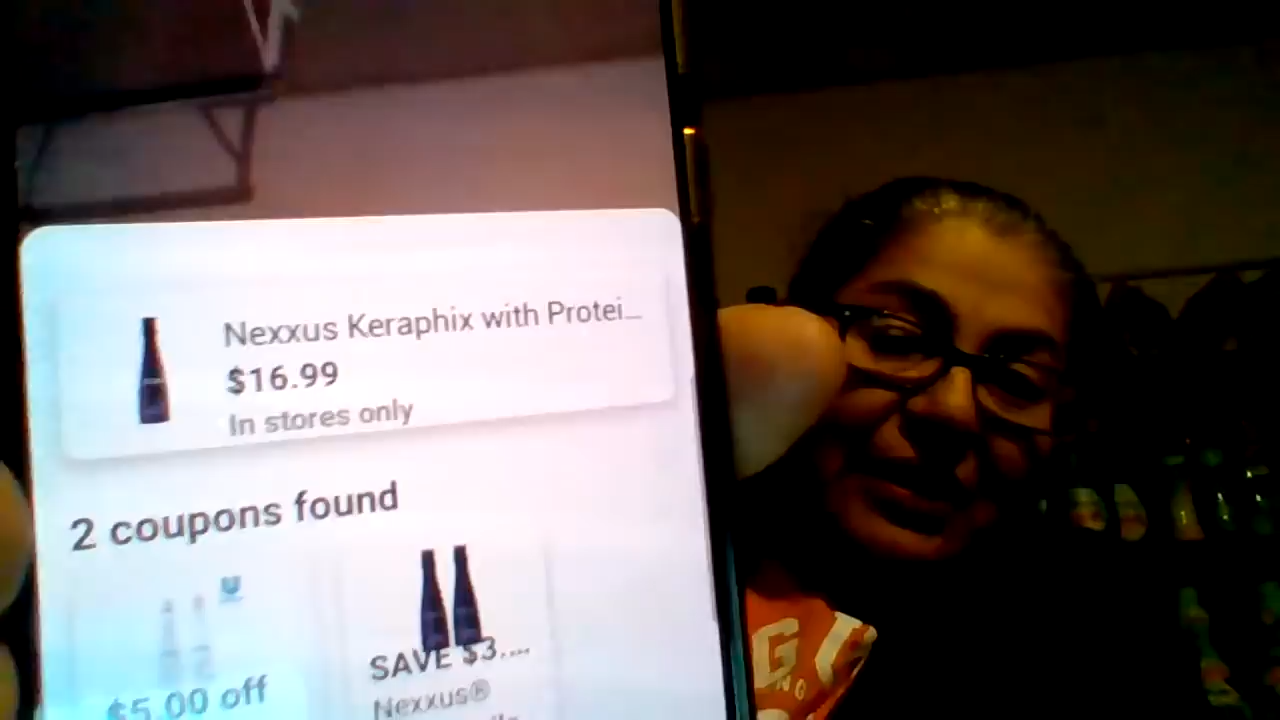 Nexxus Keraphix with Protei...
$16.99
In stores only
2 coupons found
$5.00 off
SAVE $3....
Nexxus®